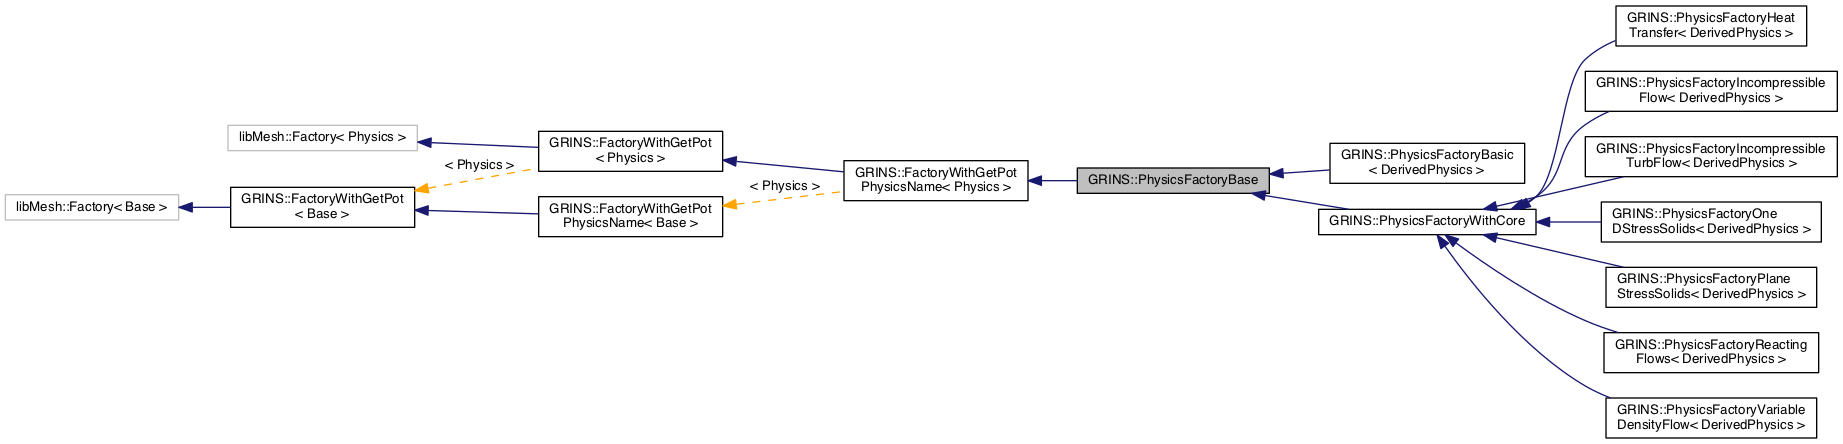 libMesh::Factory< Base >
libMesh::Factory< Physics >
GRINS::FactoryWithGetPot
< Base >
< Physics >
GRINS::FactoryWithGetPot
< Physics >
GRINS::FactoryWithGetPot
PhysicsName< Base >
< Physics >
GRINS::FactoryWithGetPot
PhysicsName< Physics >
GRINS::PhysicsFactoryBase
GRINS::PhysicsFactoryBasic
< DerivedPhysics >
GRINS::PhysicsFactoryWithCore
GRINS::PhysicsFactoryHeat
Transfer< DerivedPhysics >
GRINS::PhysicsFactoryIncompressible
Flow< DerivedPhysics >
GRINS::PhysicsFactoryIncompressible
TurbFlow< DerivedPhysics >
GRINS::PhysicsFactoryOne
DStressSolids< DerivedPhysics >
GRINS::PhysicsFactoryPlane
StressSolids< DerivedPhysics >
GRINS::PhysicsFactoryReacting
Flows< DerivedPhysics >
GRINS::PhysicsFactoryVariable
DensityFlow< DerivedPhysics >